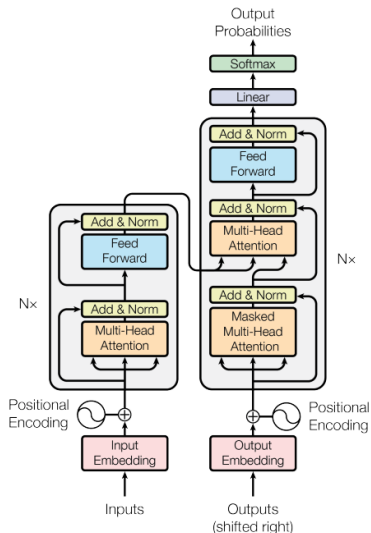 Output
Probabilities
Softmax
Linear
Add & Norm
Feed
Forward
Add & Norm
Multi-Head
Attention
Add & Norm
Masked
Multi-Head
Attention
Nx
Add & Norm
Feed
Forward
Add & Norm
Multi-Head
Attention
N×
Positional
Encoding
Positional
Encoding
Input
Embedding
Output
Embedding
Inputs
Outputs
(shifted right)